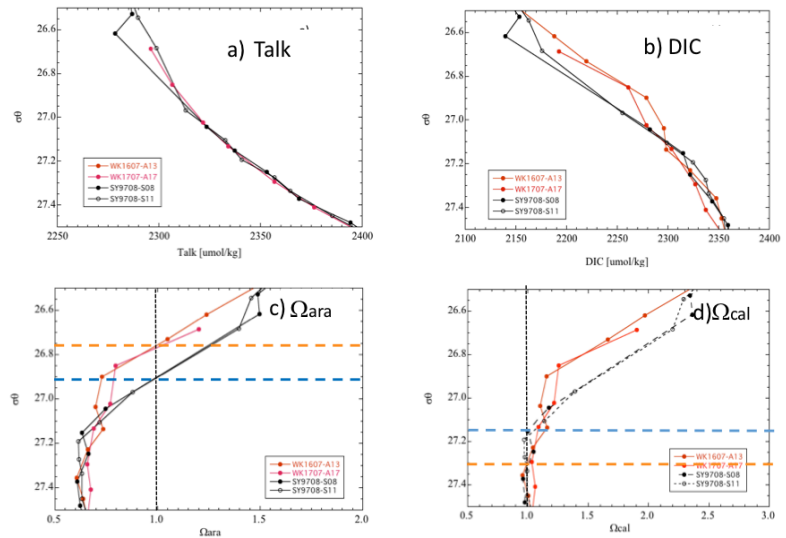 a) Talk
26.6
26.8
27.0
27.2
27.4
σθ
WK1607-A13
WK1707-A17
SY9708-S08
SY9708-S11
2250
2300
2350
2400
Talk [umol/kg]
b) DIC
26.6
26.8
27.0
27.2
27.4
σθ
WK1607-A13
WK1707-A17
SY9708-S08
SY9708-S11
2100
2150
2200
2250
2300
2350
2400
DIC [umol/kg]
c) Ωara
26.6
26.8
27.0
27.2
27.4
σθ
WK1607-A13
WK1707-A17
SY9708-S08
SY9708-S11
0.5
1.0
1.5
2.0
Ωara
d)Ωcal
26.6
26.8
27.0
27.2
27.4
σθ
WK1607-A13
WK1707-A17
SY9708-S08
SY9708-S11
0.5
1.0
1.5
2.0
2.5
3.0
Ωcal